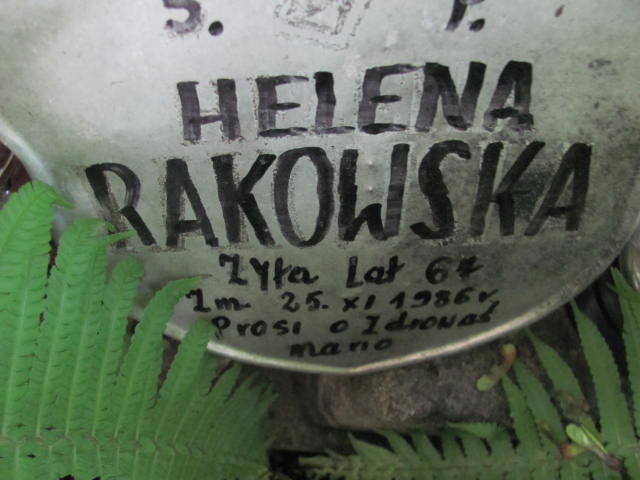 S. P.
HELENA
RAKOWSKA
Żyła Lat 67
Zm. 25. XI 1986 r
Prosi o Zdrowaś
mario